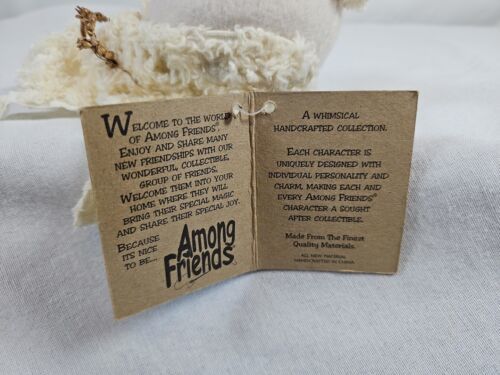 WELCOME TO THE WORLD
OF AMONG FRIENDS®,
ENJOY AND SHARE MANY
NEW FRIENDSHIPS WITH OUR
WONDERFUL, COLLECTIBLE,
GROUP OF FRIENDS.
WELCOME THEM INTO YOUR
HOME WHERE THEY WILL
BRING THEIR SPECIAL MAGIC
AND SHARE THEIR SPECIAL JOY.
BECAUSE
ITS NICE
TO BE...
Among
Friends
A WHIMSICAL
HANDCRAFTED COLLECTION.
EACH CHARACTER IS
UNIQUELY DESIGNED WITH
INDIVIDUAL PERSONALITY AND
CHARM, MAKING EACH AND
EVERY AMONG FRIENDS®
CHARACTER A SOUGHT
AFTER COLLECTIBLE.
Made From The Finest
Quality Materials.
ALL NEW MATERIAL
HANDCRAFTED IN CHINA